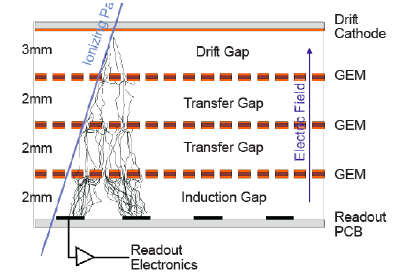 Drift
Cathode
Ionizing
3mm
Drift Gap
GEM
2mm
Transfer Gap
Electric Field
GEM
2mm
Transfer Gap
GEM
2mm
Induction Gap
Readout
PCB
Readout
Electronics